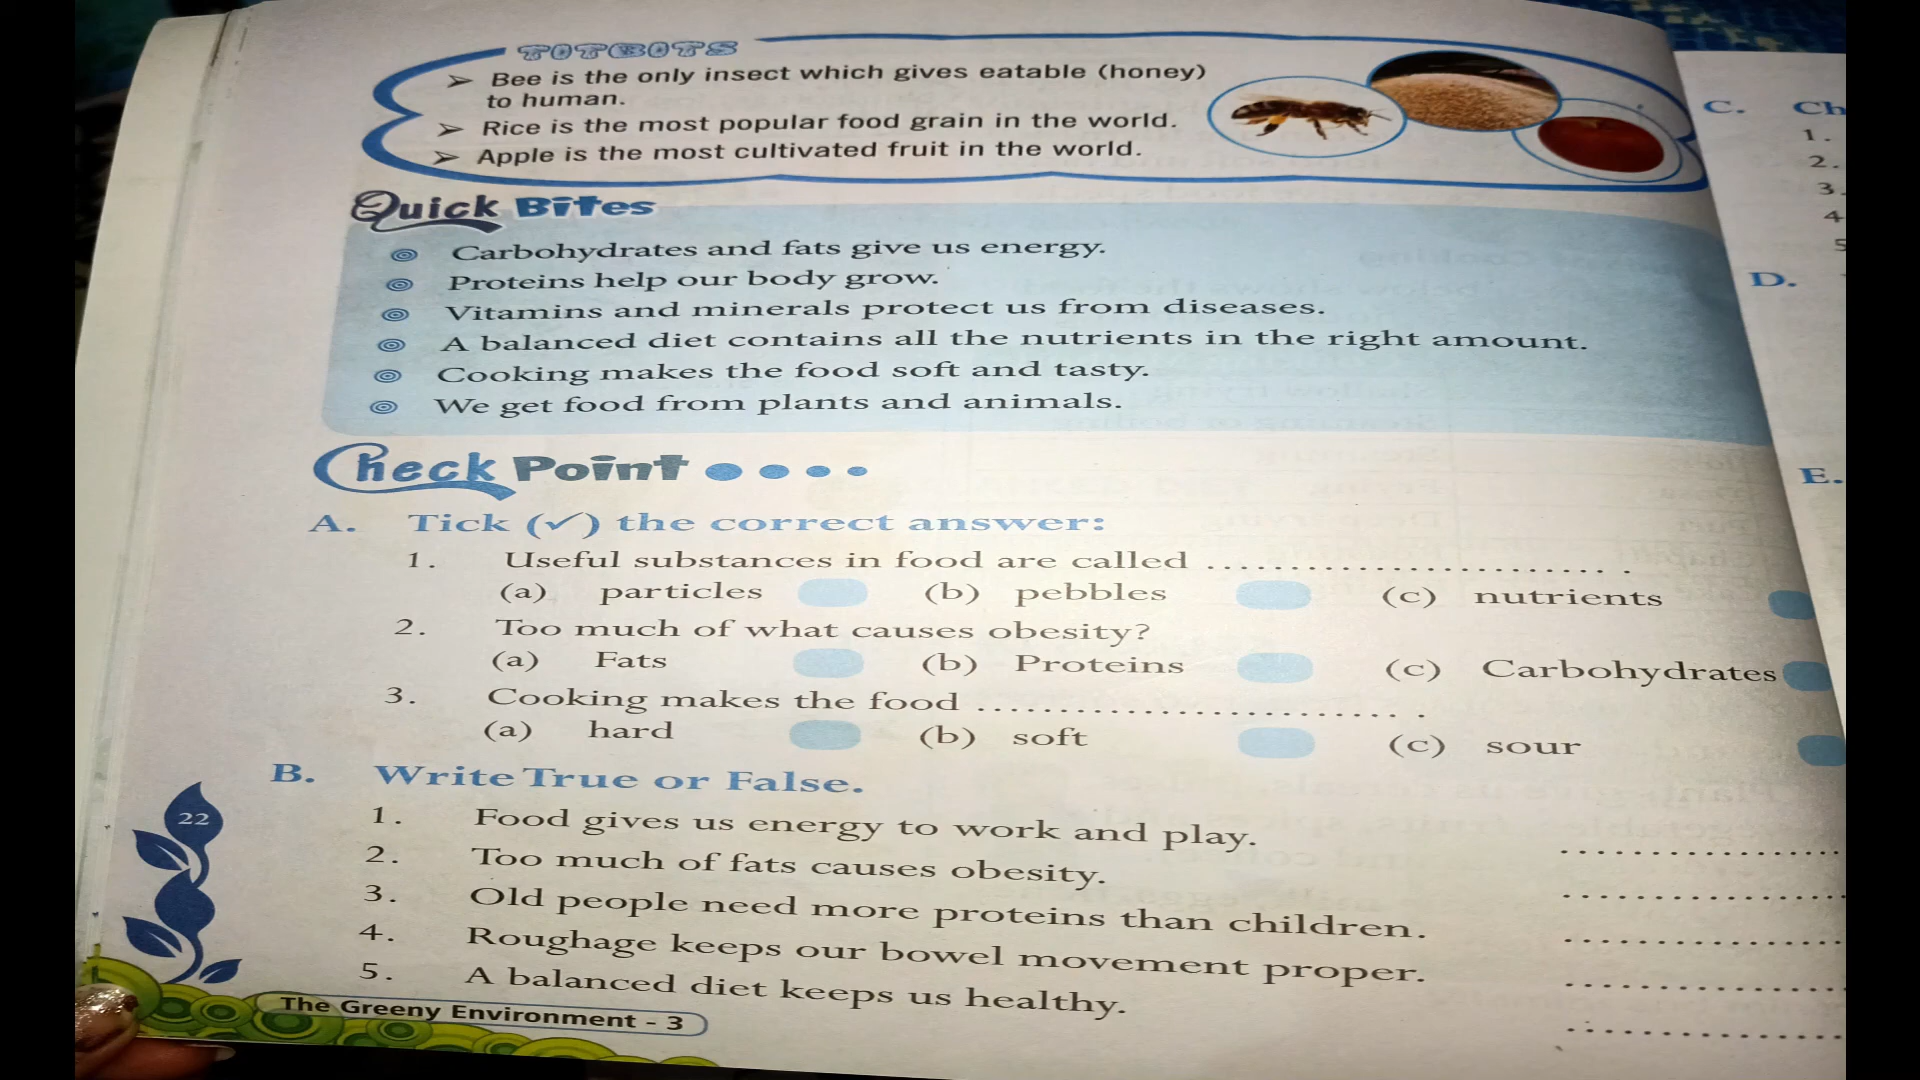 TITBITS
➢ Bee is the only insect which gives eatable (honey)
to human.
➢ Rice is the most popular food grain in the world.
➢ Apple is the most cultivated fruit in the world.
Quick Bites
Carbohydrates and fats give us energy.
Proteins help our body grow.
Vitamins and minerals protect us from diseases.
A balanced diet contains all the nutrients in the right amount.
Cooking makes the food soft and tasty.
We get food from plants and animals.
Check Point
A. Tick (✓) the correct answer:
1. Useful substances in food are called ........................ .
(a) particles (b) pebbles (c) nutrients
2. Too much of what causes obesity?
(a) Fats (b) Proteins (c) Carbohydrates
3. Cooking makes the food ........................ .
(a) hard (b) soft (c) sour
B. Write True or False.
1. Food gives us energy to work and play. ................
2. Too much of fats causes obesity. ................
3. Old people need more proteins than children. ................
4. Roughage keeps our bowel movement proper. ................
5. A balanced diet keeps us healthy. ................
22
The Greeny Environment - 3
C. Ch
1.
2.
3.
4
5
D.
E.